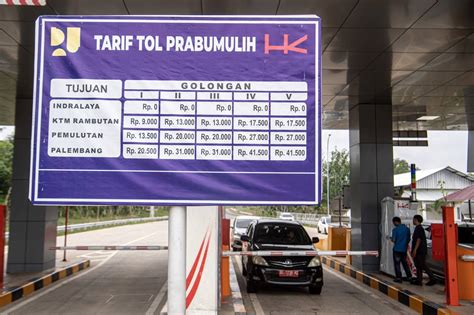 TARIF TOL PRABUMULIH HK
TUJUAN GOLONGAN
I II III IV V
INDRALAYA Rp. 0 Rp. 0 Rp. 0 Rp. 0 Rp. 0
KTM RAMBUTAN Rp. 9.000 Rp. 13.000 Rp. 13.000 Rp. 17.500 Rp. 17.500
PEMULUTAN Rp. 13.500 Rp. 20.000 Rp. 20.000 Rp. 27.000 Rp. 27.000
PALEMBANG Rp. 20.500 Rp. 31.000 Rp. 31.000 Rp. 41.500 Rp. 41.500